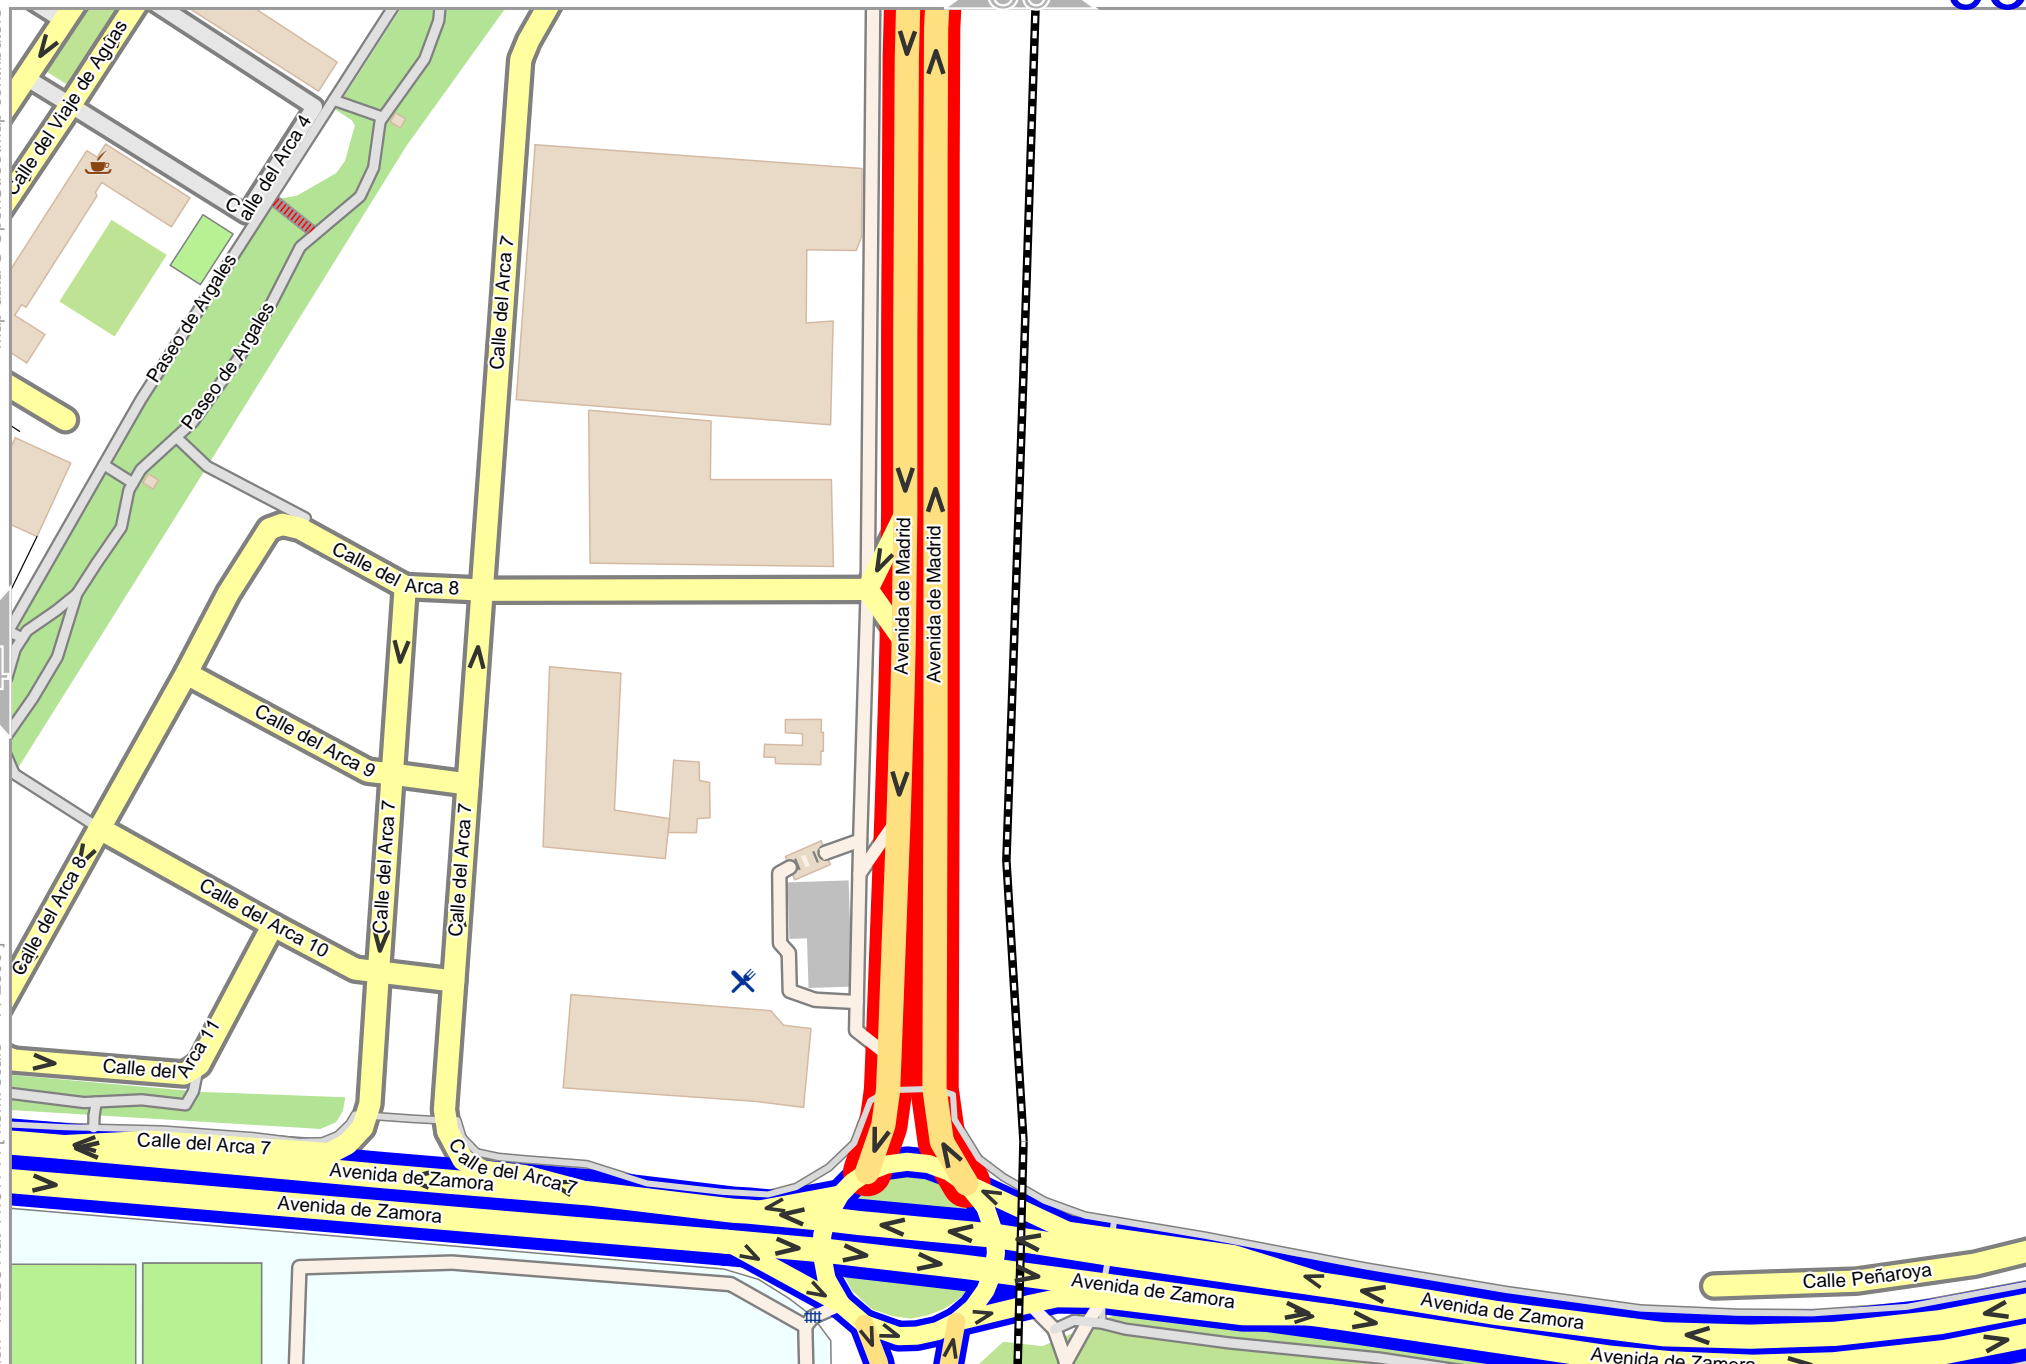 Calle del Viaje de Aguas
Calle del Arca 4
Paseo de Argales
Paseo de Argales
Calle del Arca 7
Avenida de Madrid
Avenida de Madrid
Calle del Arca 8
Calle del Arca 9
Calle del Arca 7
Calle del Arca 7
Calle del Arca 8
Calle del Arca 10
Calle del Arca 11
Calle del Arca 7
Calle del Arca 7
Avenida de Zamora
Avenida de Zamora
Avenida de Zamora
Calle Peñaroya
Avenida de Zamora
Avenida de Zamora